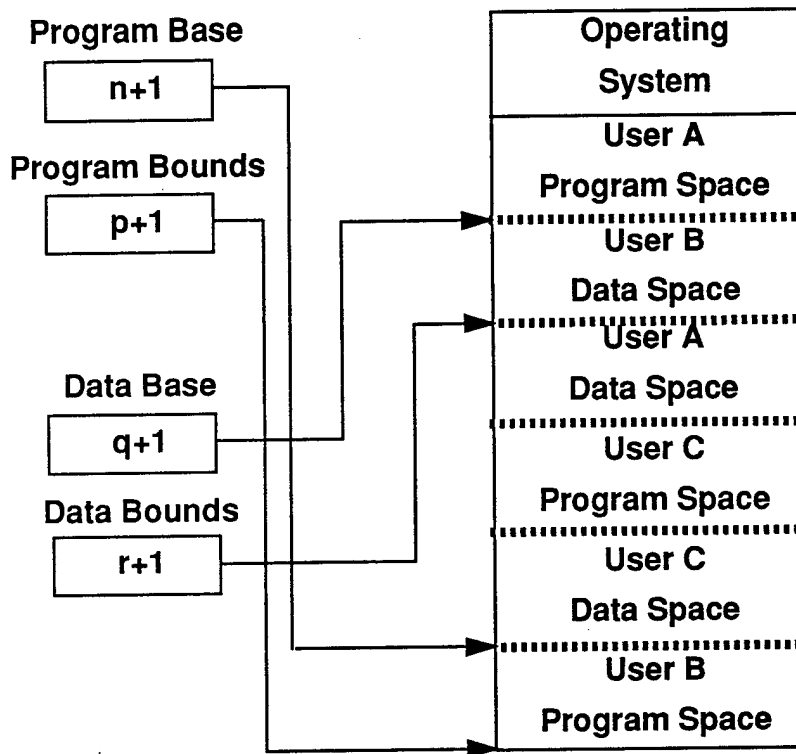 Program Base
n+1
Program Bounds
p+1
Data Base
q+1
Data Bounds
r+1
Operating
System
User A
Program Space
User B
Data Space
User A
Data Space
User C
Program Space
User C
Data Space
User B
Program Space